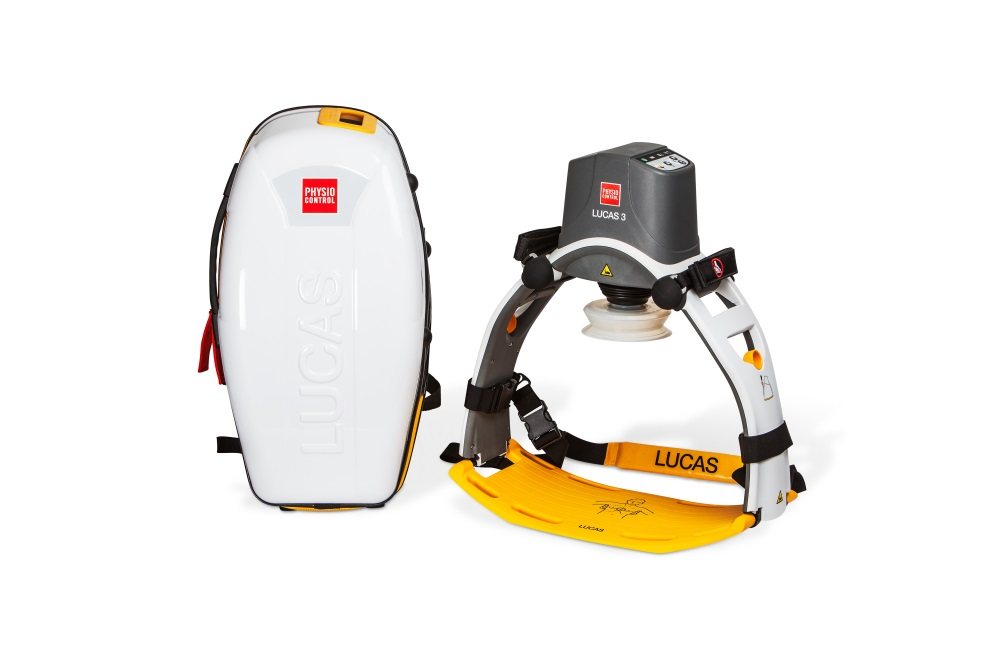 PHYSIO
CONTROL
LUCAS
PHYSIO
CONTROL
LUCAS 3
LUCAS
LUCAS